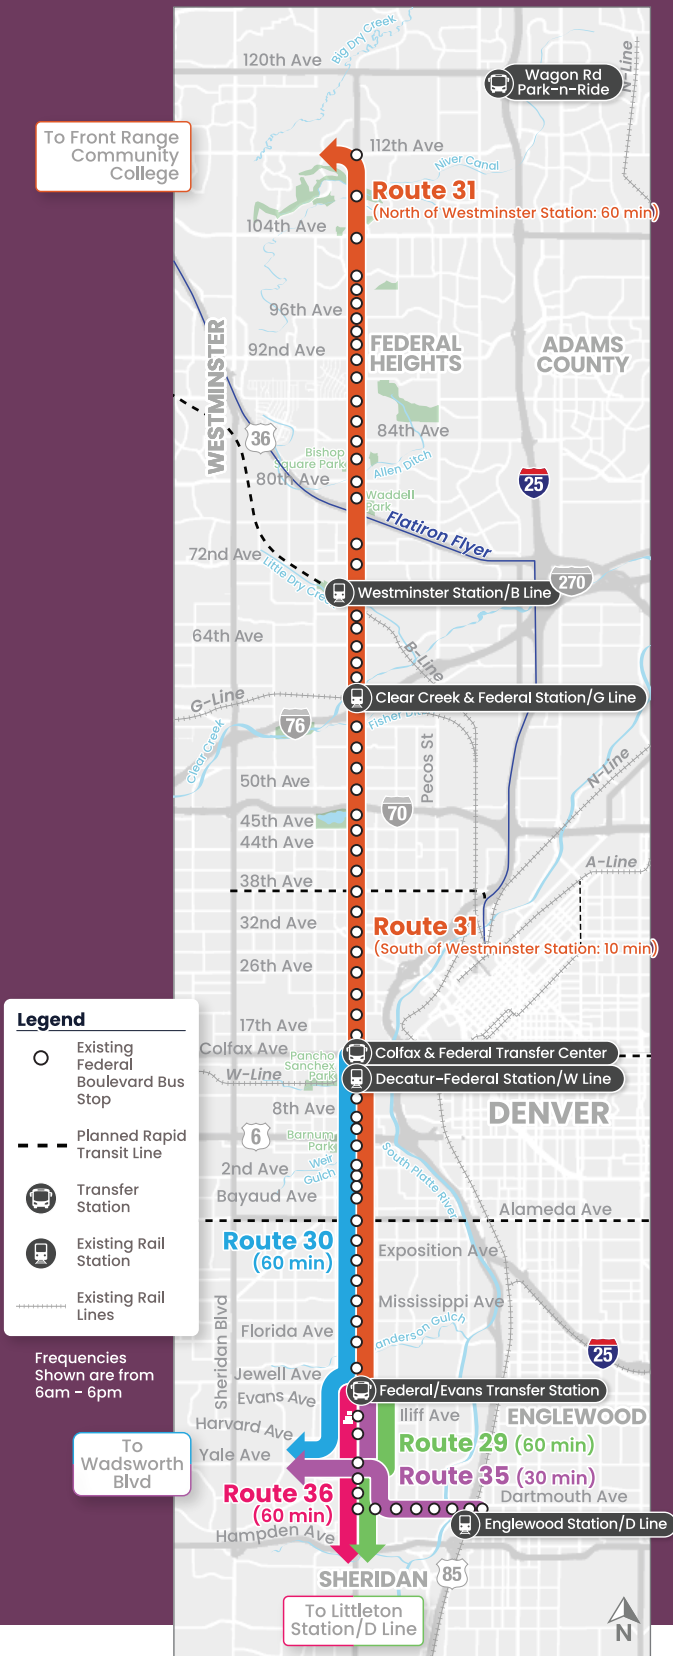 Big Dry Creek
120th Ave
Wagon Rd
Park-n-Ride
N-Line
To Front Range
Community
College
112th Ave
Niver Canal
Route 31
(North of Westminster Station: 60 min)
104th Ave
96th Ave
92nd Ave
FEDERAL
HEIGHTS
ADAMS
COUNTY
WESTMINSTER
36
84th Ave
Bishop
Square Park
Allen Ditch
80th Ave
25
Waddell
Park
Flatiron Flyer
72nd Ave
Little Dry Cree
270
Westminster Station/B Line
64th Ave
B-Line
G-Line
Clear Creek & Federal Station/G Line
76
Fisher Di
Clear Creek
Pecos St
N-Line
50th Ave
70
45th Ave
44th Ave
A-Line
38th Ave
32nd Ave
Route 31
(South of Westminster Station: 10 min)
26th Ave
17th Ave
Colfax Ave
Colfax & Federal Transfer Center
Pancho
Sanchex
Park
W-Line
Decatur-Federal Station/W Line
8th Ave
DENVER
6
Barnum
Park
2nd Ave
Weir
Gulch
South Platte River
Bayaud Ave
Alameda Ave
Route 30
(60 min)
Exposition Ave
Mississippi Ave
Sheridan Blvd
Florida Ave
anderson Gulch
25
Jewell Ave
Federal/Evans Transfer Station
Evans Ave
Iliff Ave
ENGLEWOOD
Harvard Ave
Route 29 (60 min)
Yale Ave
Route 35 (30 min)
Route 36
(60 min)
Dartmouth Ave
Englewood Station/D Line
Hampden Ave
SHERIDAN
85
To Littleton
Station/D Line
N
Legend
Existing
Federal
Boulevard Bus
Stop
Planned Rapid
Transit Line
Transfer
Station
Existing Rail
Station
Existing Rail
Lines
Frequencies
Shown are from
6am - 6pm
To
Wadsworth
Blvd